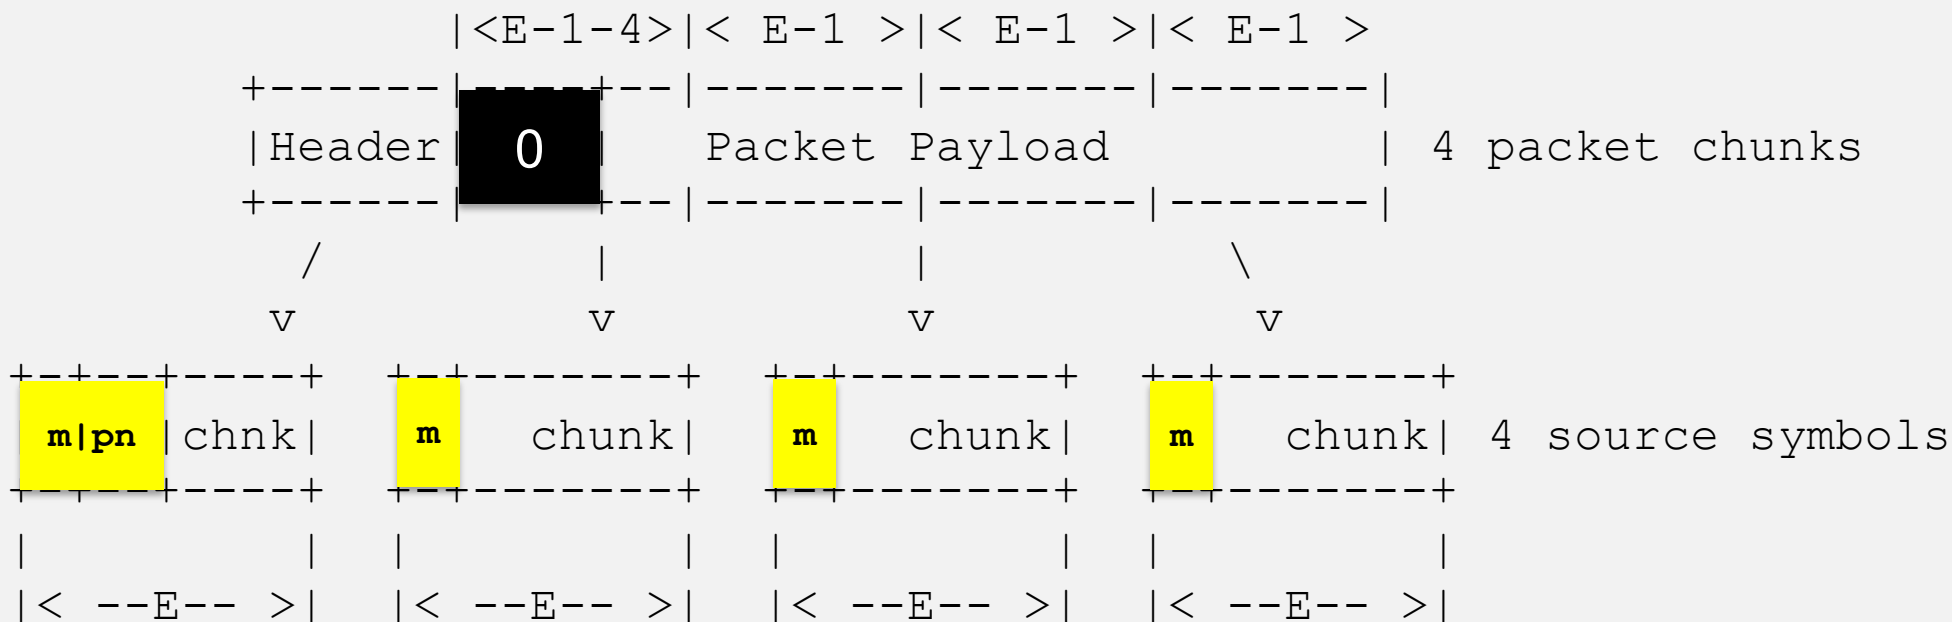 |<E-1-4>|< E-1 >|< E-1 >|< E-1 >
+------|----+--|-------|-------|-------|
|Header| 0 | Packet Payload | 4 packet chunks
+------| +--|-------|-------|-------|
/ | | \
v v v v
+-+--+----+ +-+-------+ +-+-------+ +-+-------+
m|pn |chnk| m chunk| m chunk| m chunk| 4 source symbols
+-+--+----+ +-+-------+ +-+-------+ +-+-------+
| | | | | | | |
|< --E-- >| |< --E-- >| |< --E-- >| |< --E-- >|